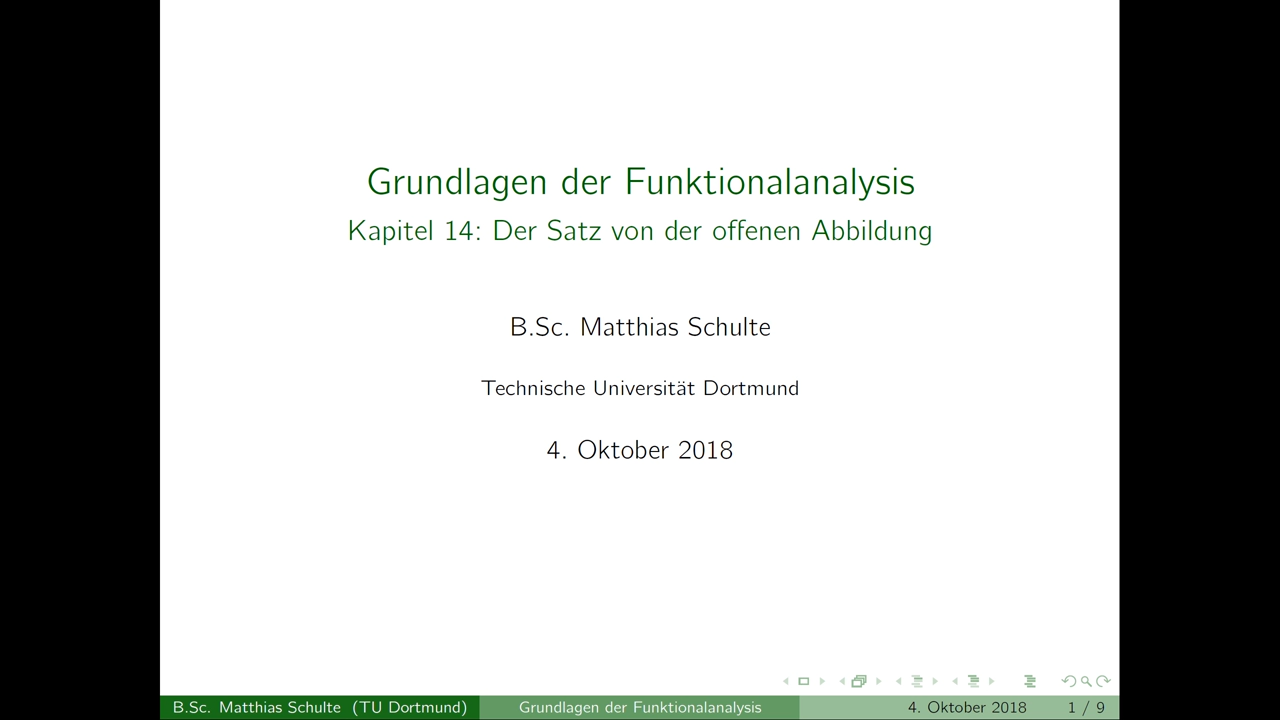 Grundlagen der Funktionalanalysis
Kapitel 14: Der Satz von der offenen Abbildung
B.Sc. Matthias Schulte
Technische Universität Dortmund
4. Oktober 2018
B.Sc. Matthias Schulte (TU Dortmund) Grundlagen der Funktionalanalysis 4. Oktober 2018 1 / 9